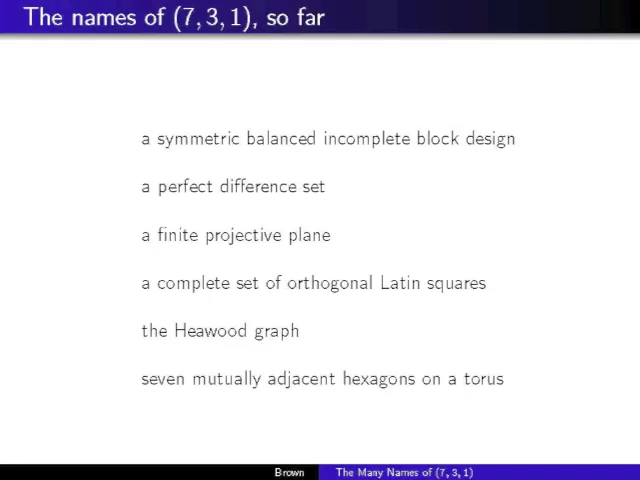 The names of (7, 3, 1), so far
a symmetric balanced incomplete block design
a perfect difference set
a finite projective plane
a complete set of orthogonal Latin squares
the Heawood graph
seven mutually adjacent hexagons on a torus
Brown The Many Names of (7, 3, 1)